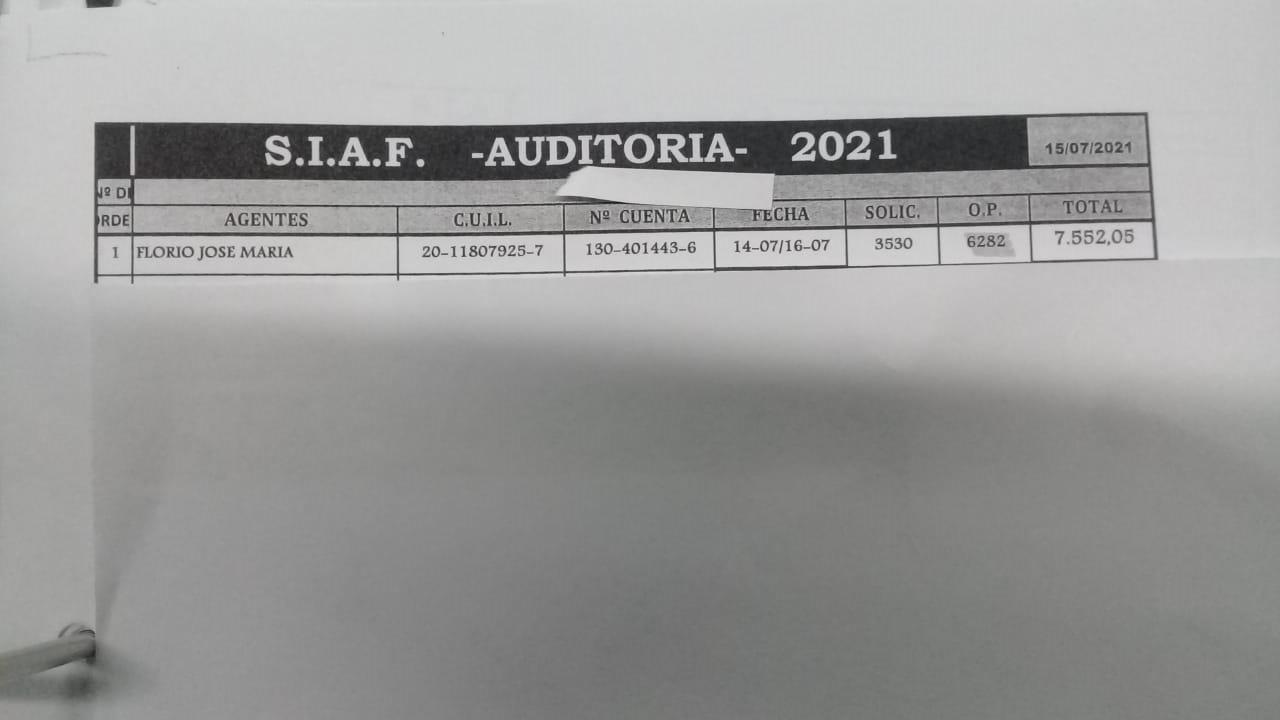 S.I.A.F. -AUDITORIA- 2021 15/07/2021
Nº D
ORDE AGENTES C.U.I.L. Nº CUENTA FECHA SOLIC. O.P. TOTAL
1 FLORIO JOSE MARIA 20-11807925-7 130-401443-6 14-07/16-07 3530 6282 7.552,05